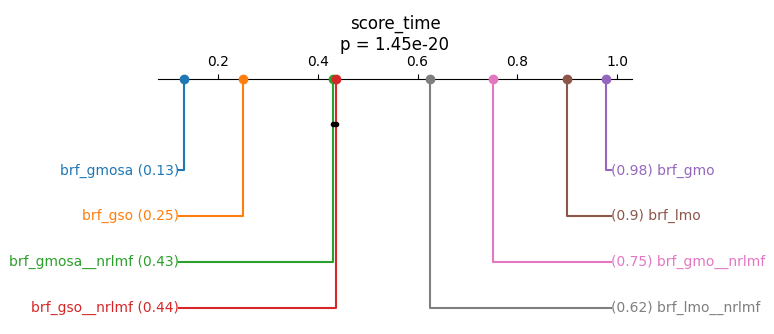 score_time
p = 1.45e-20
0.2 0.4 0.6 0.8 1.0
brf_gmosa (0.13) (0.98) brf_gmo
brf_gso (0.25) (0.9) brf_lmo
brf_gmosa__nrlmf (0.43) (0.75) brf_gmo__nrlmf
brf_gso__nrlmf (0.44) (0.62) brf_lmo__nrlmf